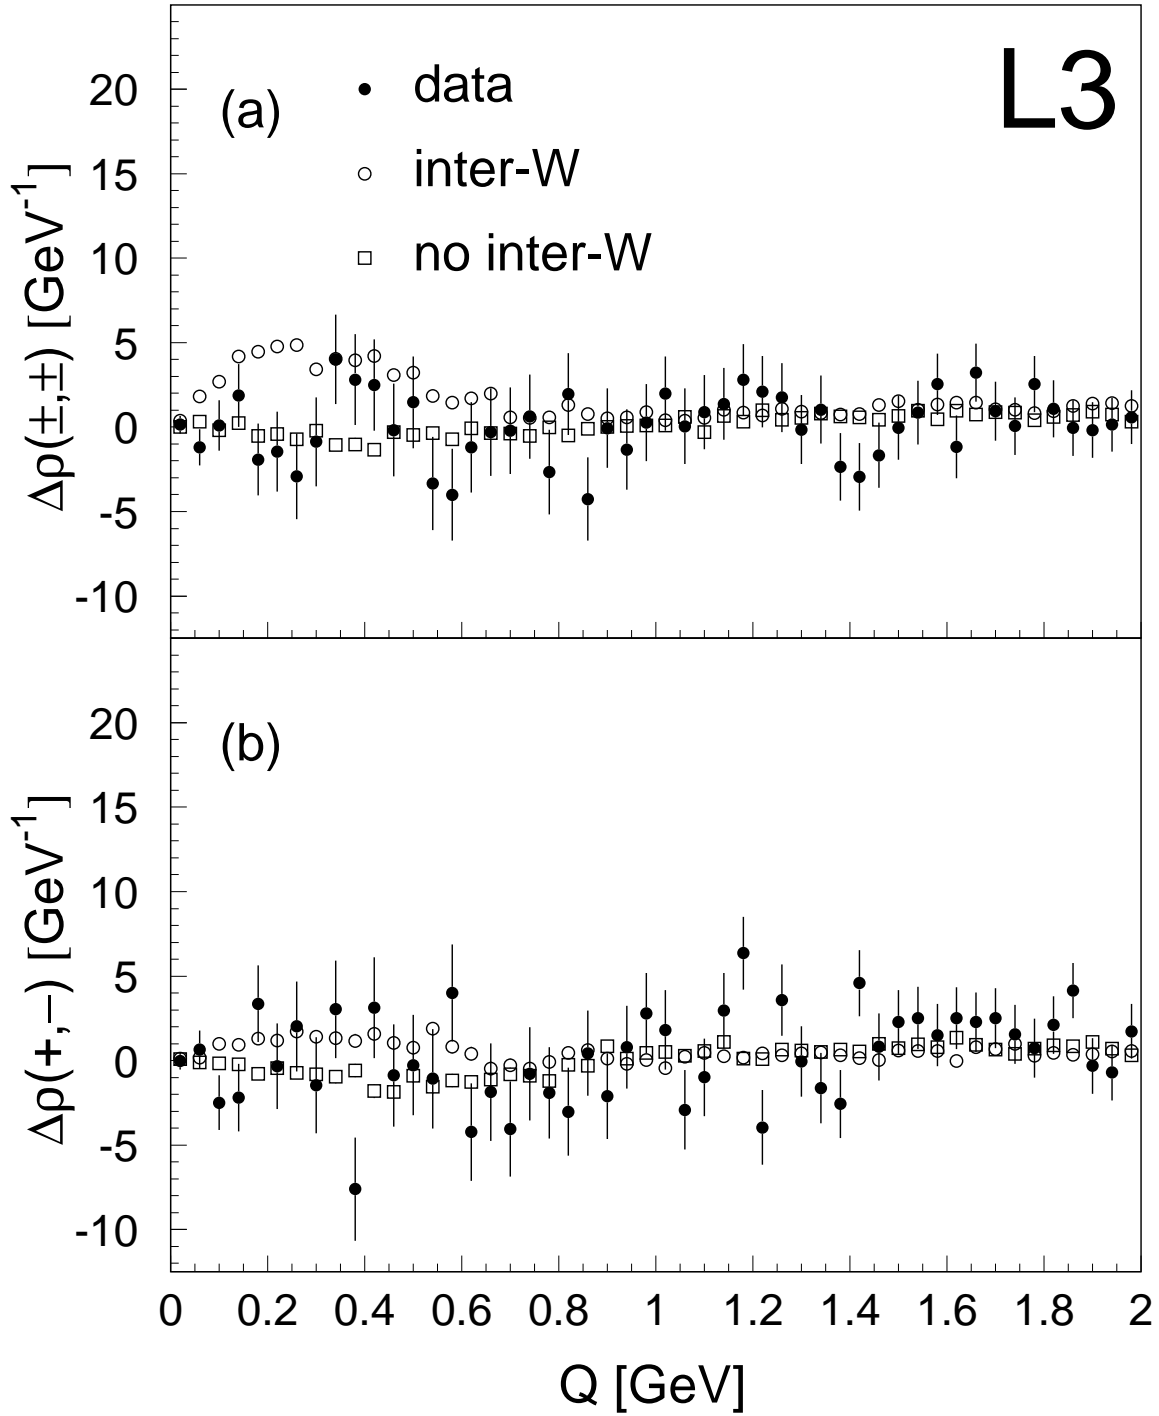 L3
(a)
data
inter-W
no inter-W
Δρ(±,±) [GeV-1]
20
15
10
5
0
-5
-10
(b)
Δρ(+,−) [GeV-1]
20
15
10
5
0
-5
-10
0 0.2 0.4 0.6 0.8 1 1.2 1.4 1.6 1.8 2
Q [GeV]